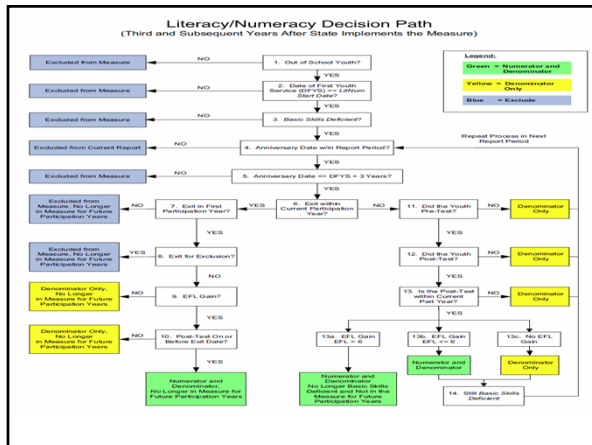 Literacy/Numeracy Decision Path
(Third and Subsequent Years After State Implements the Measure)
Legend:
Green = Numerator and
Denominator
Yellow = Denominator
Only
Blue = Exclude
Excluded from Measure
NO
1. Out of School Youth?
YES
Excluded from Measure
NO
2. Date of First Youth
Service (DFYS) >= LitNum
Start Date?
YES
Excluded from Measure
NO
3. Basic Skills Deficient?
YES
Repeat Process in Next
Report Period
Excluded from Current Report
NO
4. Anniversary Date w/in Report Period?
YES
Excluded from Measure
NO
5. Anniversary Date <= DFYS + 3 Years?
YES
Excluded from
Measure, No Longer
in Measure for Future
Participation Years
NO
7. Exit in First
Participation Year?
YES
6. Exit within
Current Participation
Year?
NO
11. Did the Youth
Pre-Test?
NO
Denominator
Only
YES
YES
Excluded from
Measure, No Longer
in Measure for Future
Participation Years
YES
8. Exit for Exclusion?
12. Did the Youth
Post-Test?
NO
Denominator
Only
NO
YES
Denominator Only,
No Longer
in Measure for Future
Participation Years
NO
9. EFL Gain?
13. Is the Post-Test
within Current
Part Year?
NO
Denominator
Only
YES
YES
Denominator Only,
No Longer
in Measure for Future
Participation Years
NO
10. Post-Test On or
Before Exit Date?
13a. EFL Gain
EFL > 6
13b. EFL Gain
EFL <= 6
13c. No EFL
Gain
YES
Numerator and
Denominator,
No Longer in Measure for
Future Participation Years
Numerator and
Denominator
No Longer Basic Skills
Deficient and Not in the
Measure for Future
Participation Years
Numerator and
Denominator
Denominator
Only
14. Still Basic Skills
Deficient